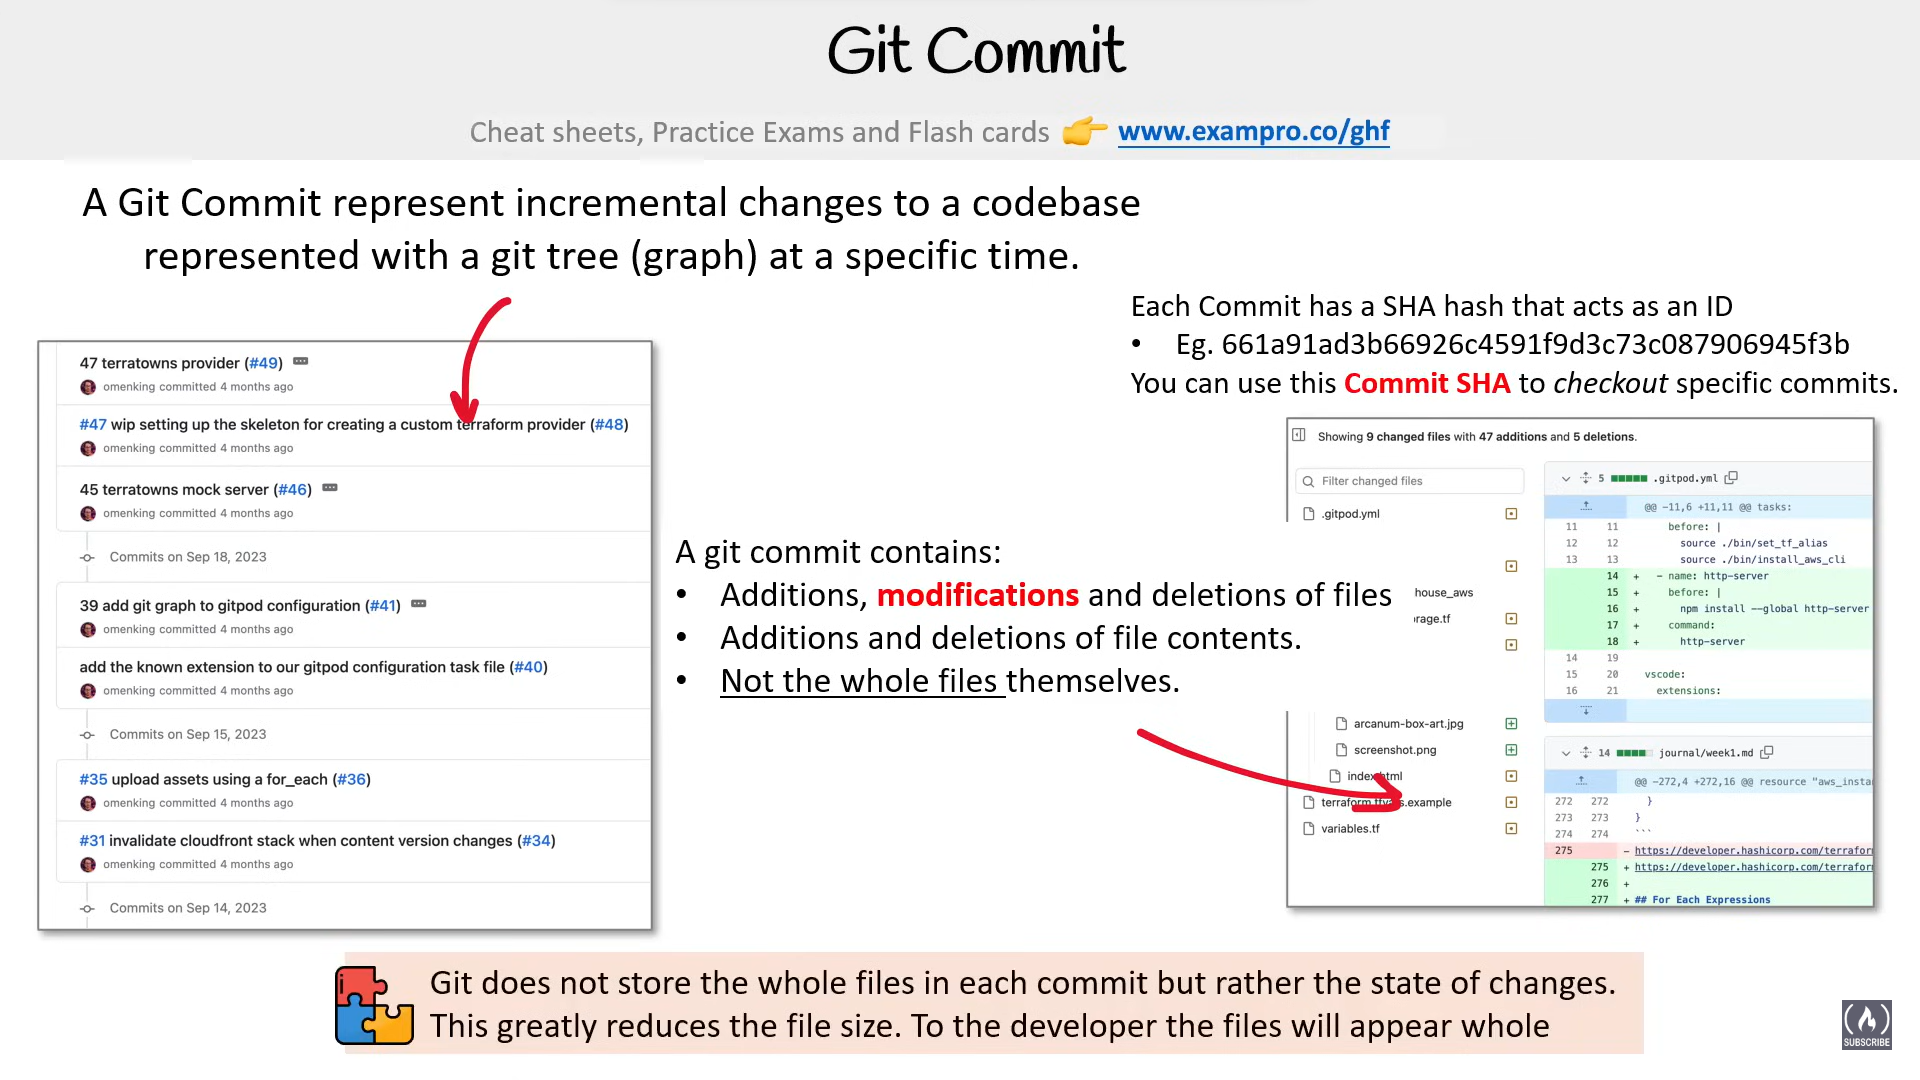 Git Commit
Cheat sheets, Practice Exams and Flash cards 👉 www.exampro.co/ghf
A Git Commit represent incremental changes to a codebase
represented with a git tree (graph) at a specific time.
Each Commit has a SHA hash that acts as an ID
• Eg. 661a91ad3b66926c4591f9d3c73c087906945f3b
You can use this Commit SHA to checkout specific commits.
47 terratowns provider (#49)
omenking committed 4 months ago
#47 wip setting up the skeleton for creating a custom terraform provider (#48)
omenking committed 4 months ago
45 terratowns mock server (#46)
omenking committed 4 months ago
Commits on Sep 18, 2023
39 add git graph to gitpod configuration (#41)
omenking committed 4 months ago
add the known extension to our gitpod configuration task file (#40)
omenking committed 4 months ago
Commits on Sep 15, 2023
#35 upload assets using a for_each (#36)
omenking committed 4 months ago
#31 invalidate cloudfront stack when content version changes (#34)
omenking committed 4 months ago
Commits on Sep 14, 2023
A git commit contains:
• Additions, modifications and deletions of files
• Additions and deletions of file contents.
• Not the whole files themselves.
Showing 9 changed files with 47 additions and 5 deletions.
Filter changed files
.gitpod.yml
house_aws
rage.tf
arcanum-box-art.jpg
screenshot.png
index.html
terraform.tfvars.example
variables.tf
5 .gitpod.yml
@@ -11,6 +11,11 @@ tasks:
11 11 before: |
12 12 source ./bin/set_tf_alias
13 13 source ./bin/install_aws_cli
14 + - name: http-server
15 + before: |
16 + npm install --global http-server
17 + command:
18 + http-server
14 19
15 20 vscode:
16 21 extensions:
14 journal/week1.md
@@ -272,4 +272,16 @@ resource "aws_insta
272 272 }
273 273 }
274 274 ```
275 - https://developer.hashicorp.com/terrafor
275 + https://developer.hashicorp.com/terrafor
276 +
277 + ## For Each Expressions
Git does not store the whole files in each commit but rather the state of changes.
This greatly reduces the file size. To the developer the files will appear whole
SUBSCRIBE